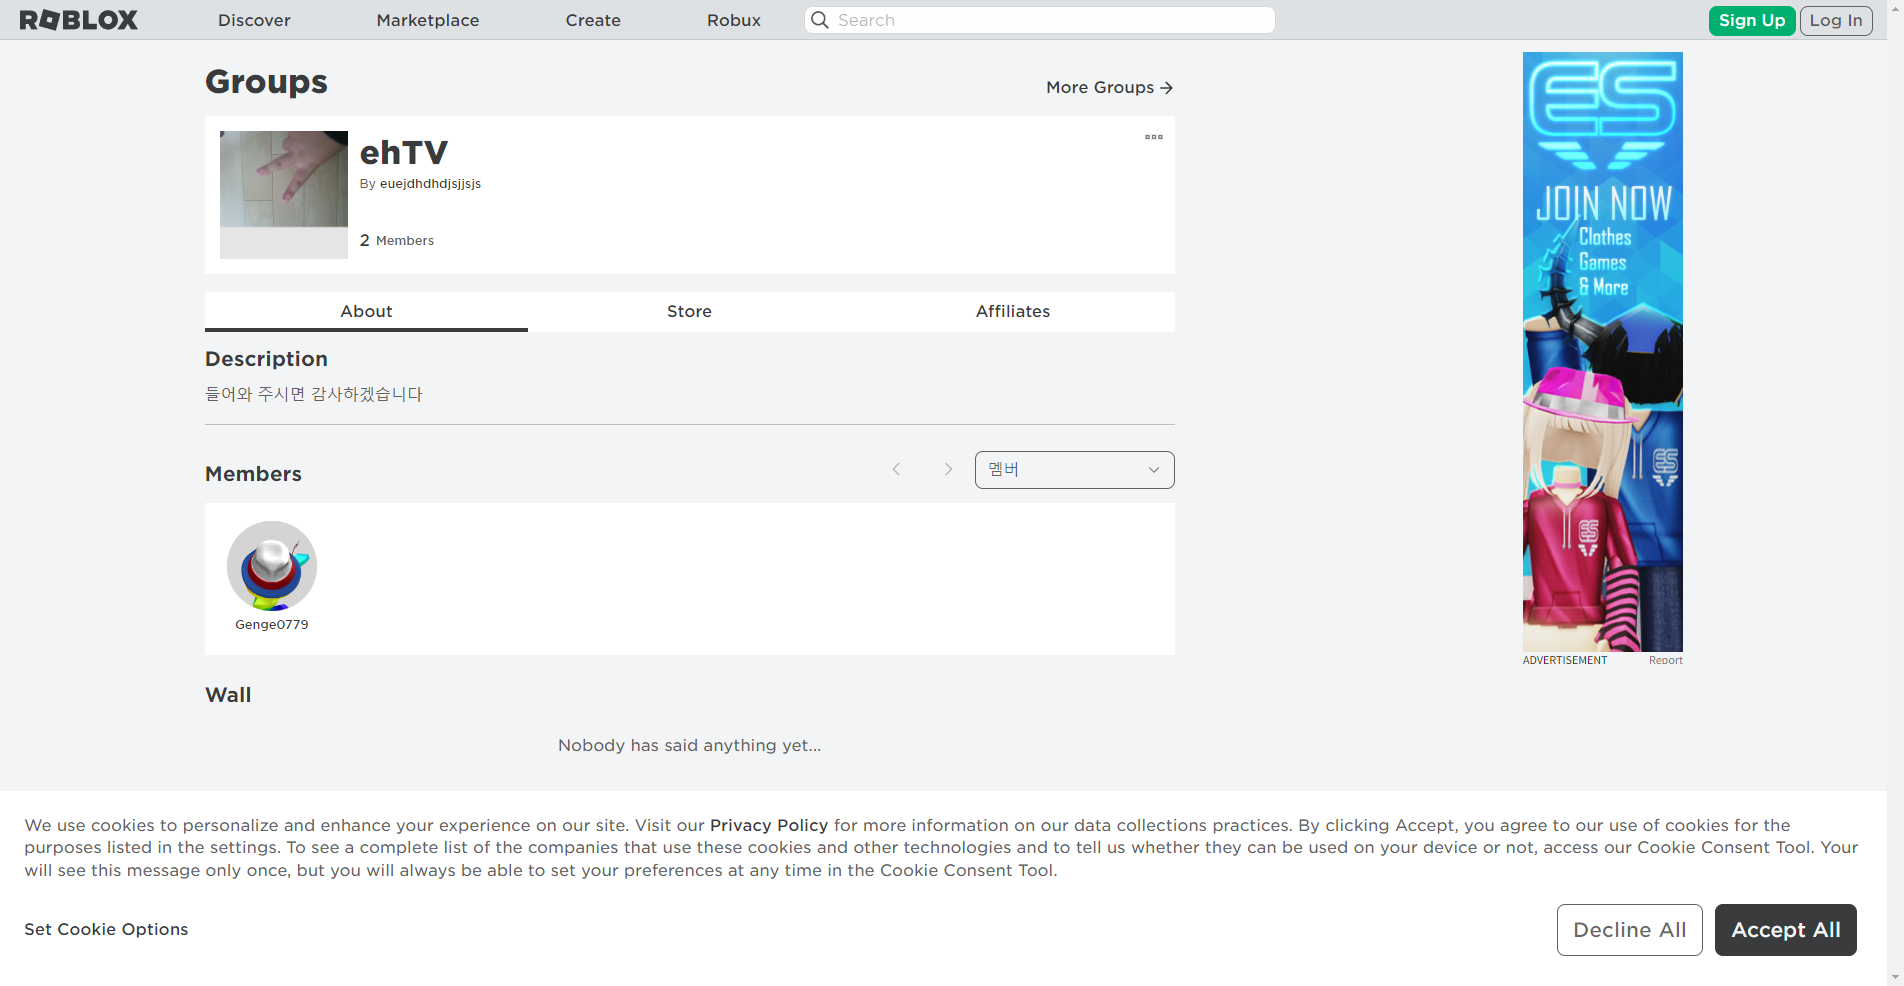 ROBLOX
Discover
Marketplace
Create
Robux
Search
Sign Up
Log In
Groups
More Groups
ehTV
By euejdhdhdjsjjsjs
2 Members
About
Store
Affiliates
Description
들어와 주시면 감사하겠습니다
Members
멤버
Genge0779
Wall
Nobody has said anything yet...
ES
JOIN NOW
Clothes
Games
& More
ES
ES
ADVERTISEMENT
Report
We use cookies to personalize and enhance your experience on our site. Visit our Privacy Policy for more information on our data collections practices. By clicking Accept, you agree to our use of cookies for the
purposes listed in the settings. To see a complete list of the companies that use these cookies and other technologies and to tell us whether they can be used on your device or not, access our Cookie Consent Tool. Your
will see this message only once, but you will always be able to set your preferences at any time in the Cookie Consent Tool.
Set Cookie Options
Decline All
Accept All